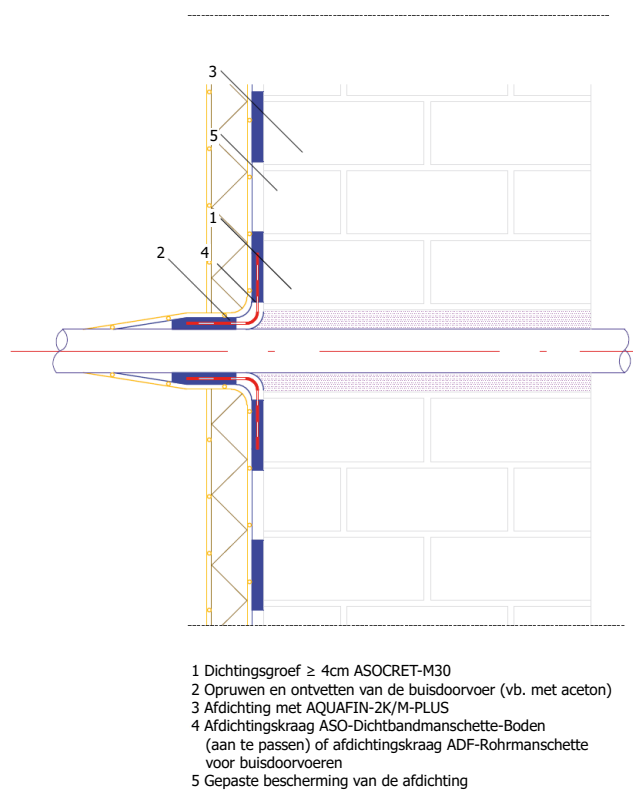 3
5
1
2
4
1 Dichtingsgroef ≥ 4cm ASOCRET-M30
2 Opruwen en ontvetten van de buisdoorvoer (vb. met aceton)
3 Afdichting met AQUAFIN-2K/M-PLUS
4 Afdichtingskraag ASO-Dichtbandmanschette-Boden
(aan te passen) of afdichtingskraag ADF-Rohrmanschette
voor buisdoorvoeren
5 Gepaste bescherming van de afdichting